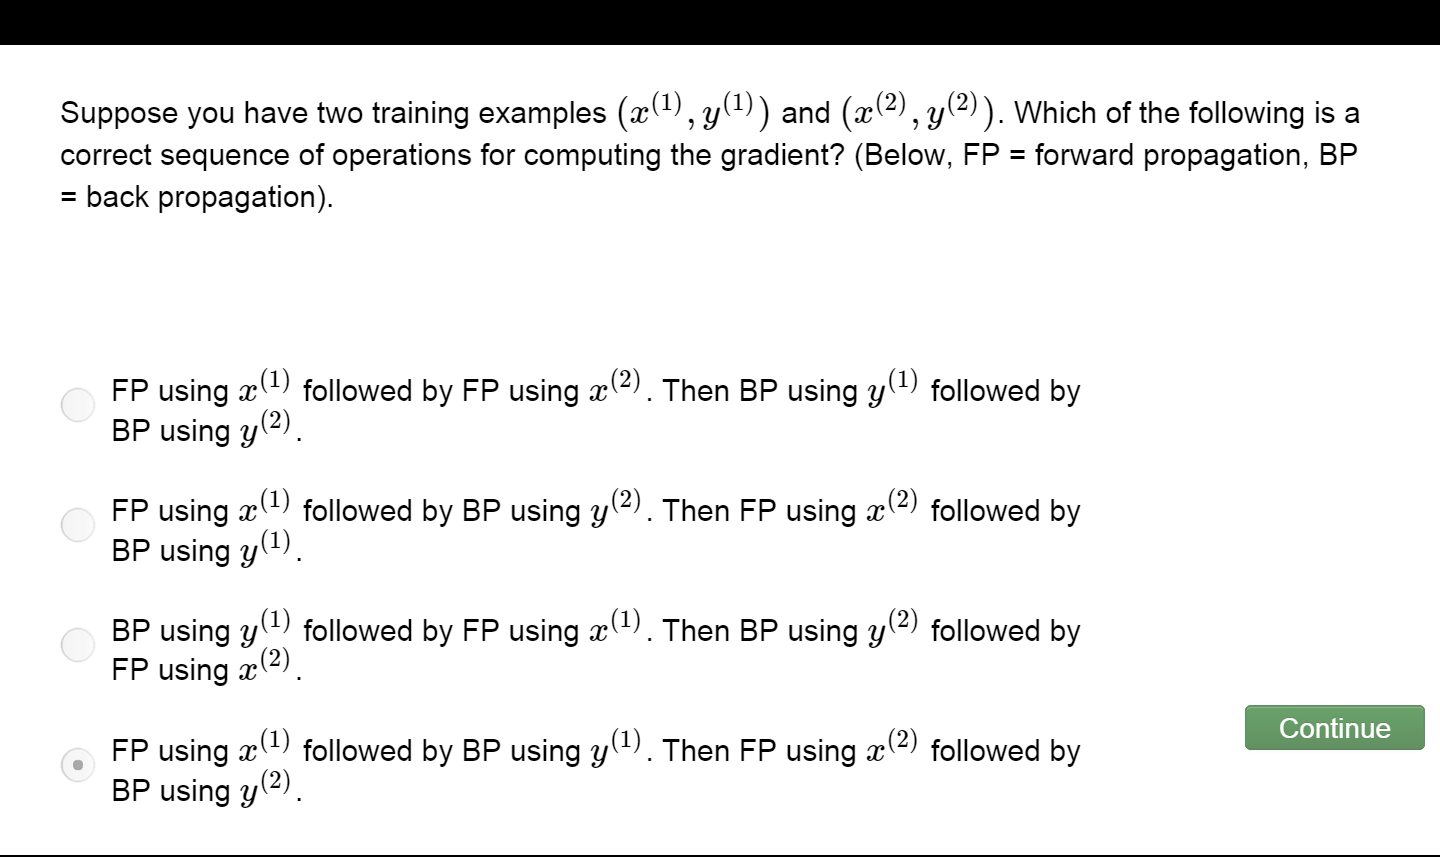 Suppose you have two training examples (x^(1), y^(1)) and (x^(2), y^(2)). Which of the following is a
correct sequence of operations for computing the gradient? (Below, FP = forward propagation, BP
= back propagation).
FP using x^(1) followed by FP using x^(2). Then BP using y^(1) followed by
BP using y^(2).
FP using x^(1) followed by BP using y^(2). Then FP using x^(2) followed by
BP using y^(1).
BP using y^(1) followed by FP using x^(1). Then BP using y^(2) followed by
FP using x^(2).
Continue
FP using x^(1) followed by BP using y^(1). Then FP using x^(2) followed by
BP using y^(2).